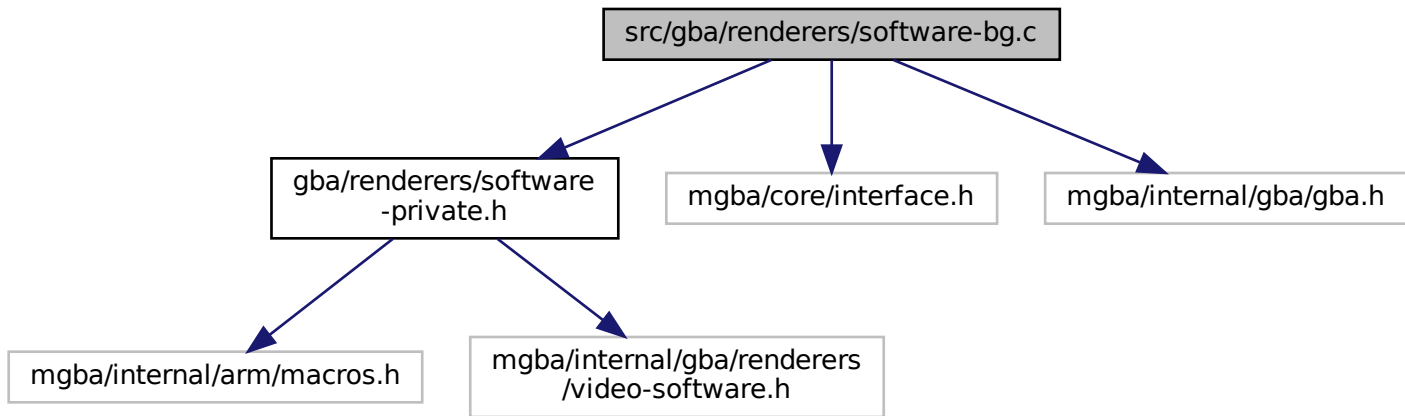 src/gba/renderers/software-bg.c
gba/renderers/software
-private.h
mgba/core/interface.h
mgba/internal/gba/gba.h
mgba/internal/arm/macros.h
mgba/internal/gba/renderers
/video-software.h